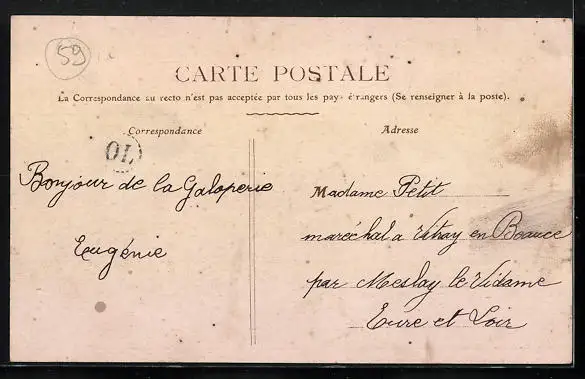 59
CARTE POSTALE
La Correspondance au recto n'est pas acceptée par tous les pays étrangers (Se renseigner à la poste).
Correspondance
Adresse
OL
Bonjour de la Galoperie
Eugénie
Madame Petit
maréchal a Vitray en Beauce
par Meslay le Vidame
Eure et Loir